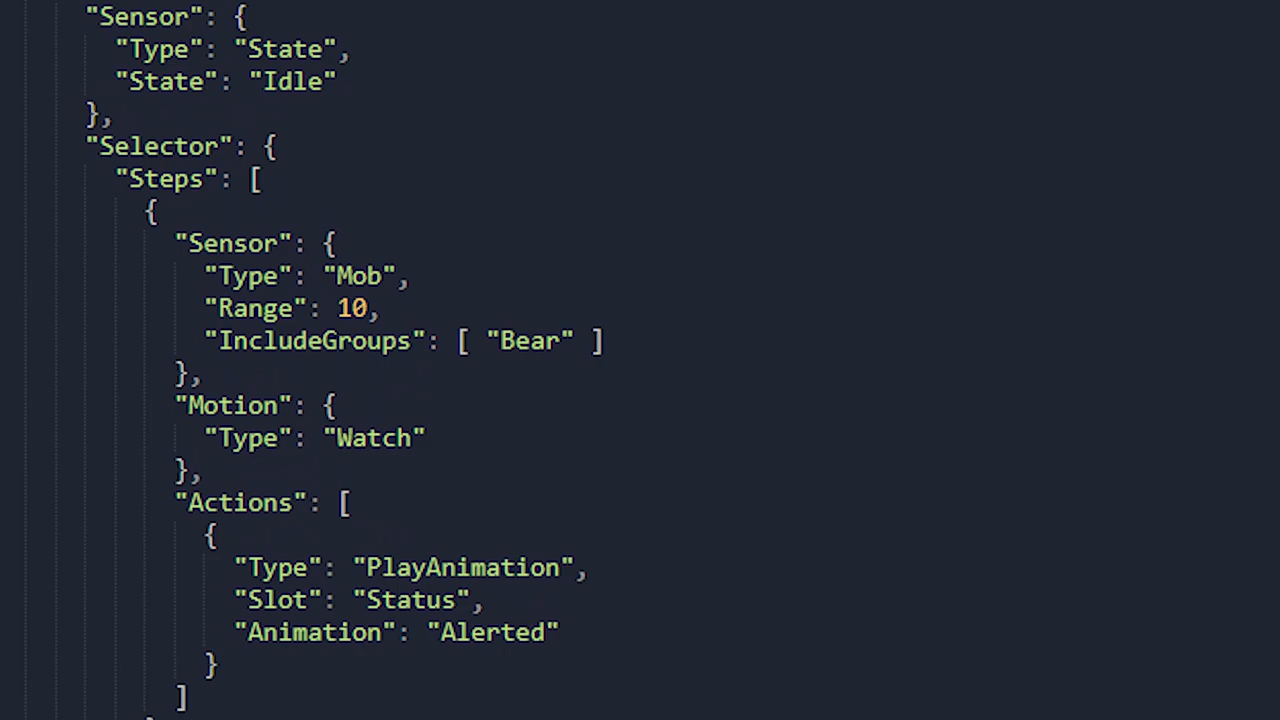 "Sensor": {
"Type": "State",
"State": "Idle"
},
"Selector": {
"Steps": [
{
"Sensor": {
"Type": "Mob",
"Range": 10,
"IncludeGroups": [ "Bear" ]
},
"Motion": {
"Type": "Watch"
},
"Actions": [
{
"Type": "PlayAnimation",
"Slot": "Status",
"Animation": "Alerted"
}
]